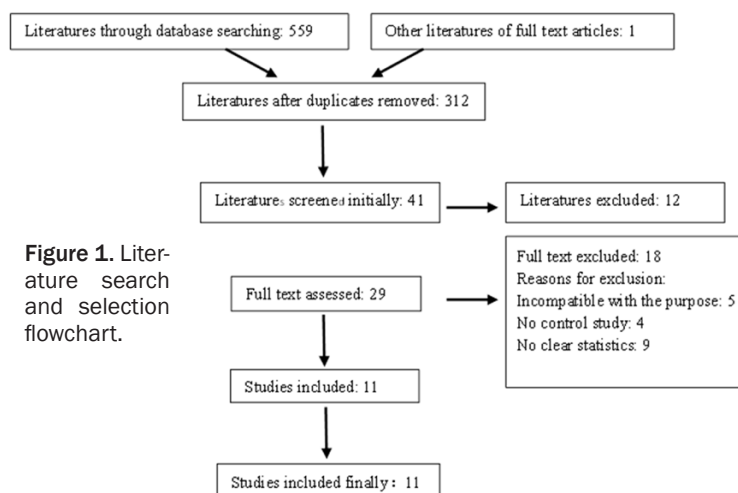 Literatures through database searching: 559
Other literatures of full text articles: 1
Literatures after duplicates removed: 312
Literatures screened initially: 41
Literatures excluded: 12
Figure 1. Liter-
ature search
and selection
flowchart.
Full text assessed: 29
Full text excluded: 18
Reasons for exclusion:
Incompatible with the purpose: 5
No control study: 4
No clear statistics: 9
Studies included: 11
Studies included finally: 11